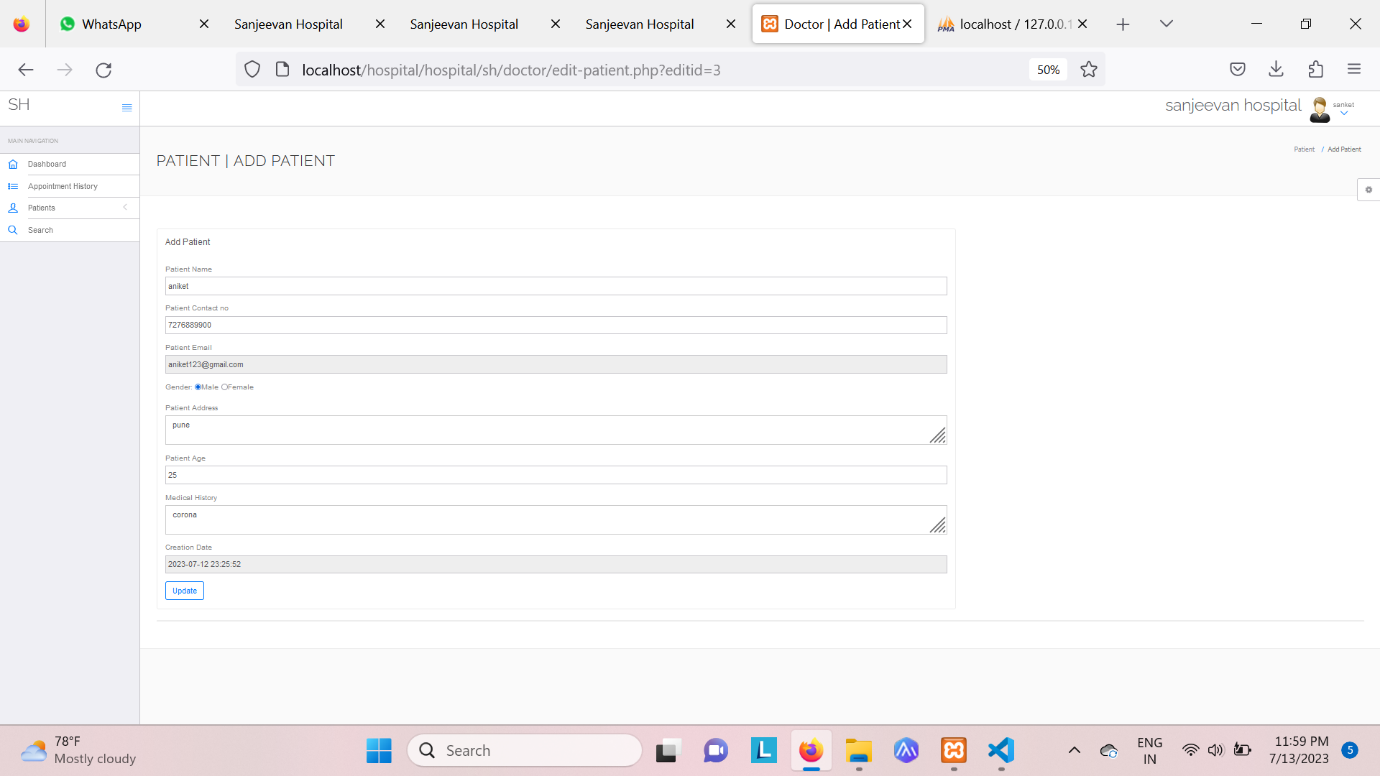 WhatsApp
Sanjeevan Hospital
Sanjeevan Hospital
Sanjeevan Hospital
Doctor | Add Patient
PMA localhost / 127.0.0.1
localhost/hospital/hospital/sh/doctor/edit-patient.php?editid=3
50%
SH
sanjeevan hospital
sanket
MAIN NAVIGATION
Dashboard
Appointment History
Patients
Search
PATIENT | ADD PATIENT
Patient / Add Patient
Add Patient
Patient Name
aniket
Patient Contact no
7276889900
Patient Email
aniket123@gmail.com
Gender: Male Female
Patient Address
pune
Patient Age
25
Medical History
corona
Creation Date
2023-07-12 23:25:52
Update
78°F
Mostly cloudy
Search
L
ENG
IN
11:59 PM
7/13/2023
5